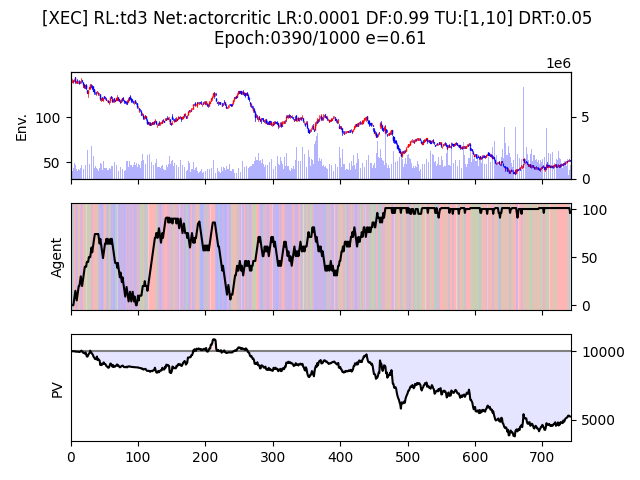 [XEC] RL:td3 Net:actorcritic LR:0.0001 DF:0.99 TU:[1,10] DRT:0.05
Epoch:0390/1000 e=0.61
1e6
Env.
100
50
5
0
Agent
100
50
0
PV
10000
5000
0 100 200 300 400 500 600 700